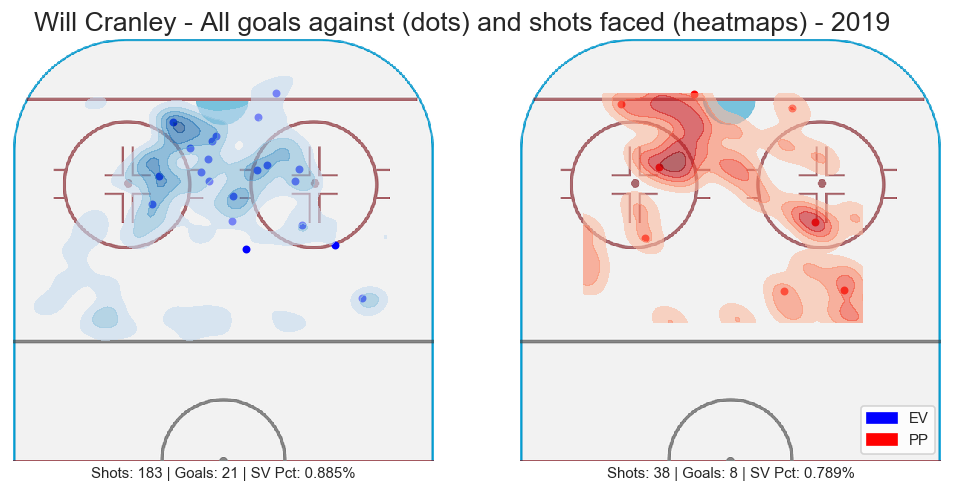 Will Cranley - All goals against (dots) and shots faced (heatmaps) - 2019
EV
PP
Shots: 183 | Goals: 21 | SV Pct: 0.885%
Shots: 38 | Goals: 8 | SV Pct: 0.789%